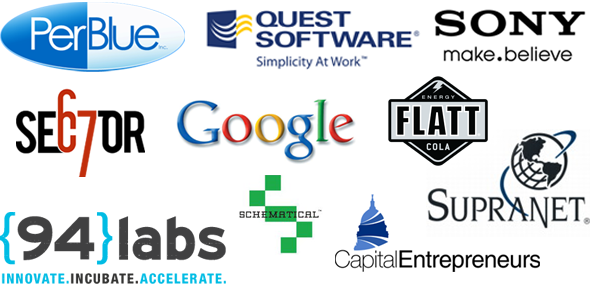 PerBlue INC.
QUEST
SOFTWARE®
Simplicity At Work™
SONY
make.believe
SEC67OR
Google
ENERGY
FLATT
COLA
SUPRANET®
SCHEMATICAL™
{94}labs
INNOVATE.INCUBATE.ACCELERATE.
CapitalEntrepreneurs